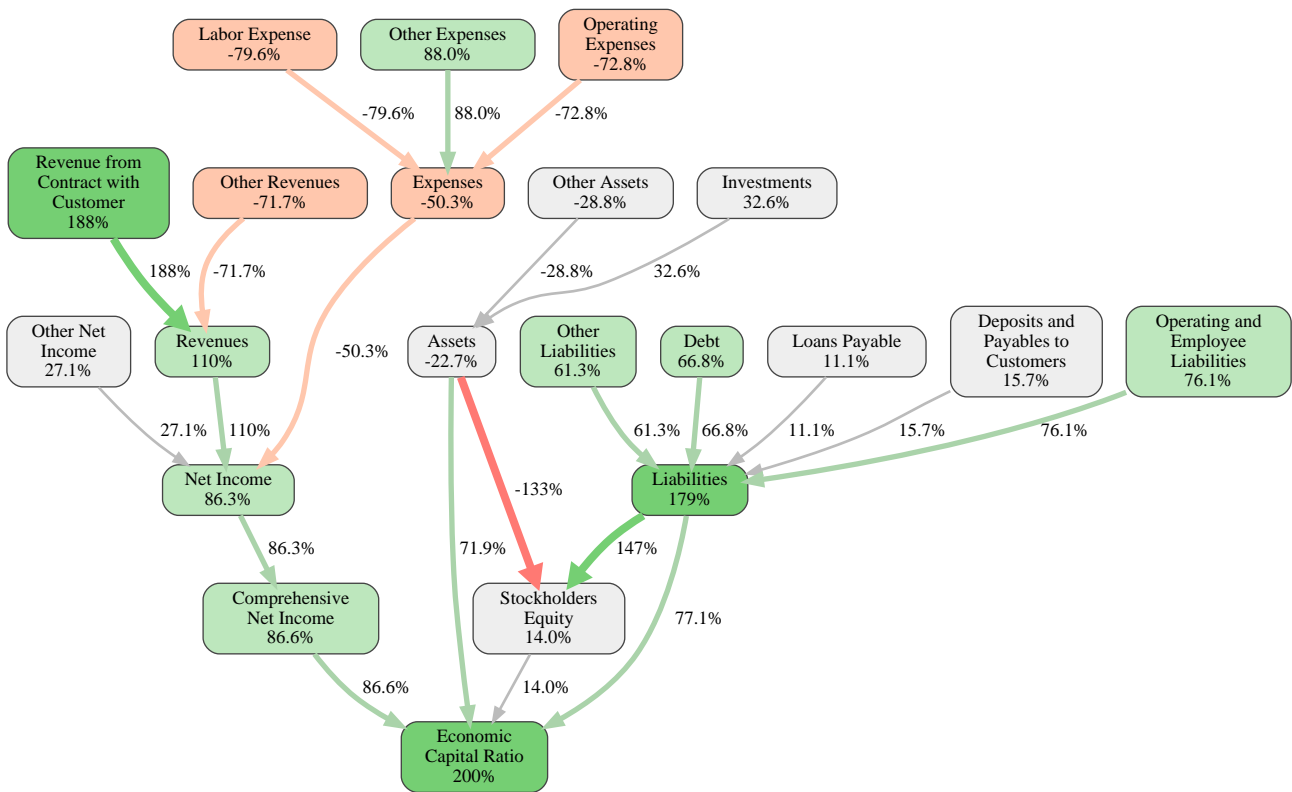 Labor Expense
-79.6%
Other Expenses
88.0%
Operating
Expenses
-72.8%
-79.6%
88.0%
-72.8%
Revenue from
Contract with
Customer
188%
Other Revenues
-71.7%
Expenses
-50.3%
Other Assets
-28.8%
Investments
32.6%
188%
-71.7%
-28.8%
32.6%
Other Net
Income
27.1%
Revenues
110%
-50.3%
Assets
-22.7%
Other
Liabilities
61.3%
Debt
66.8%
Loans Payable
11.1%
Deposits and
Payables to
Customers
15.7%
Operating and
Employee
Liabilities
76.1%
27.1%
110%
61.3%
66.8%
11.1%
15.7%
76.1%
Net Income
86.3%
-133%
Liabilities
179%
86.3%
71.9%
147%
77.1%
Comprehensive
Net Income
86.6%
Stockholders
Equity
14.0%
86.6%
14.0%
Economic
Capital Ratio
200%